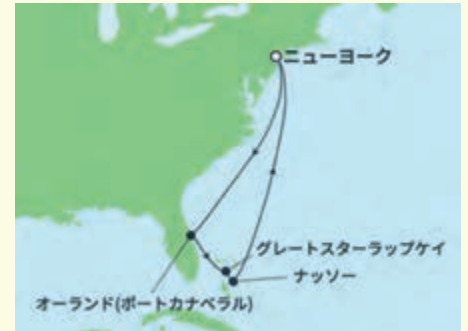 ニューヨーク
グレートスターラップケイ
ナッソー
オーランド(ポートカナベラル)